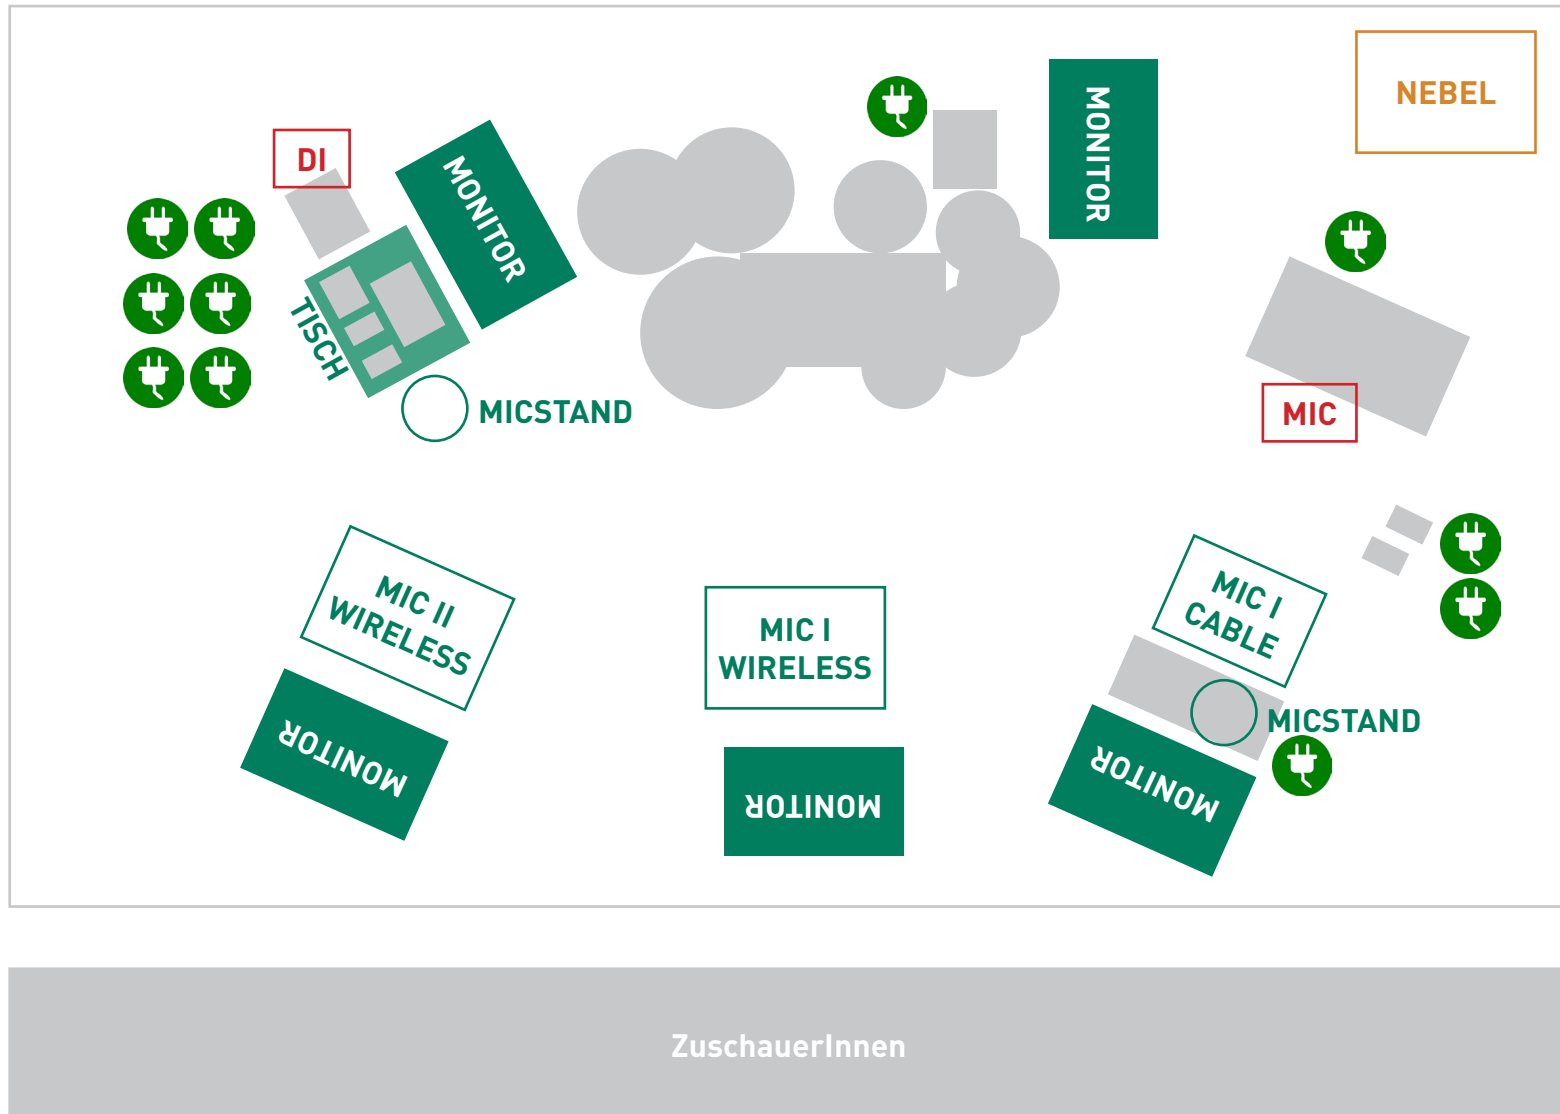 NEBEL
DI
MONITOR
MONITOR
TISCH
MICSTAND
MIC
MIC II
WIRELESS
MIC I
WIRELESS
MIC I
CABLE
MICSTAND
MONITOR
MONITOR
MONITOR
ZuschauerInnen